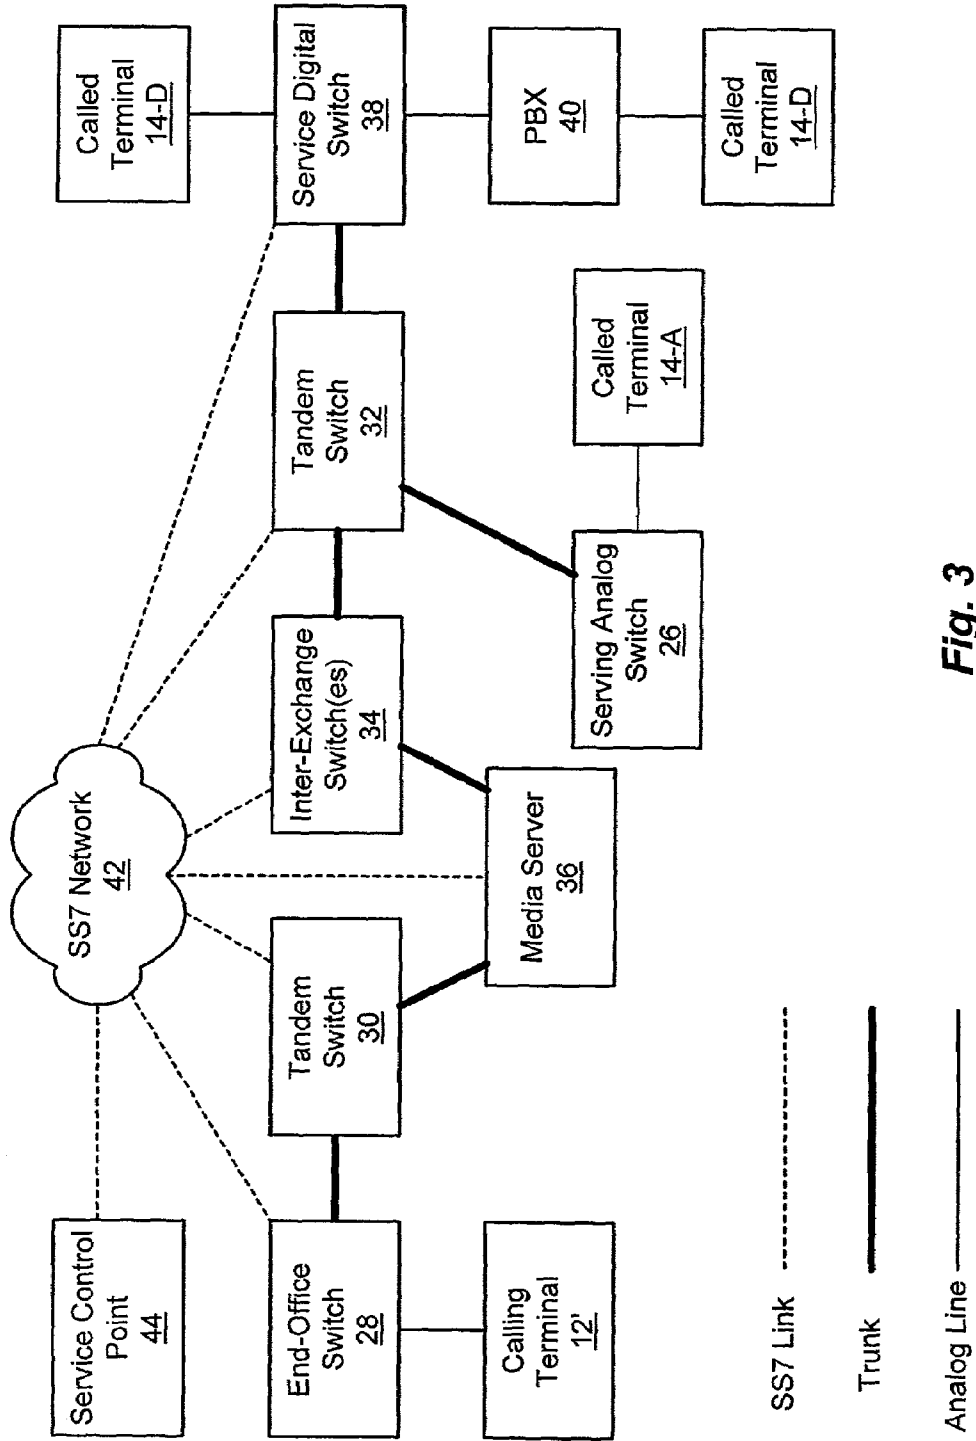 SS7 Network
42
Service Control
Point
44
Called
Terminal
14-D
End-Office
Switch
28
Tandem
Switch
30
Inter-Exchange
Switch(es)
34
Tandem
Switch
32
Service Digital
Switch
38
Calling
Terminal
12'
Media Server
36
PBX
40
Serving Analog
Switch
26
Called
Terminal
14-A
Called
Terminal
14-D
SS7 Link
Trunk
Analog Line
Fig. 3